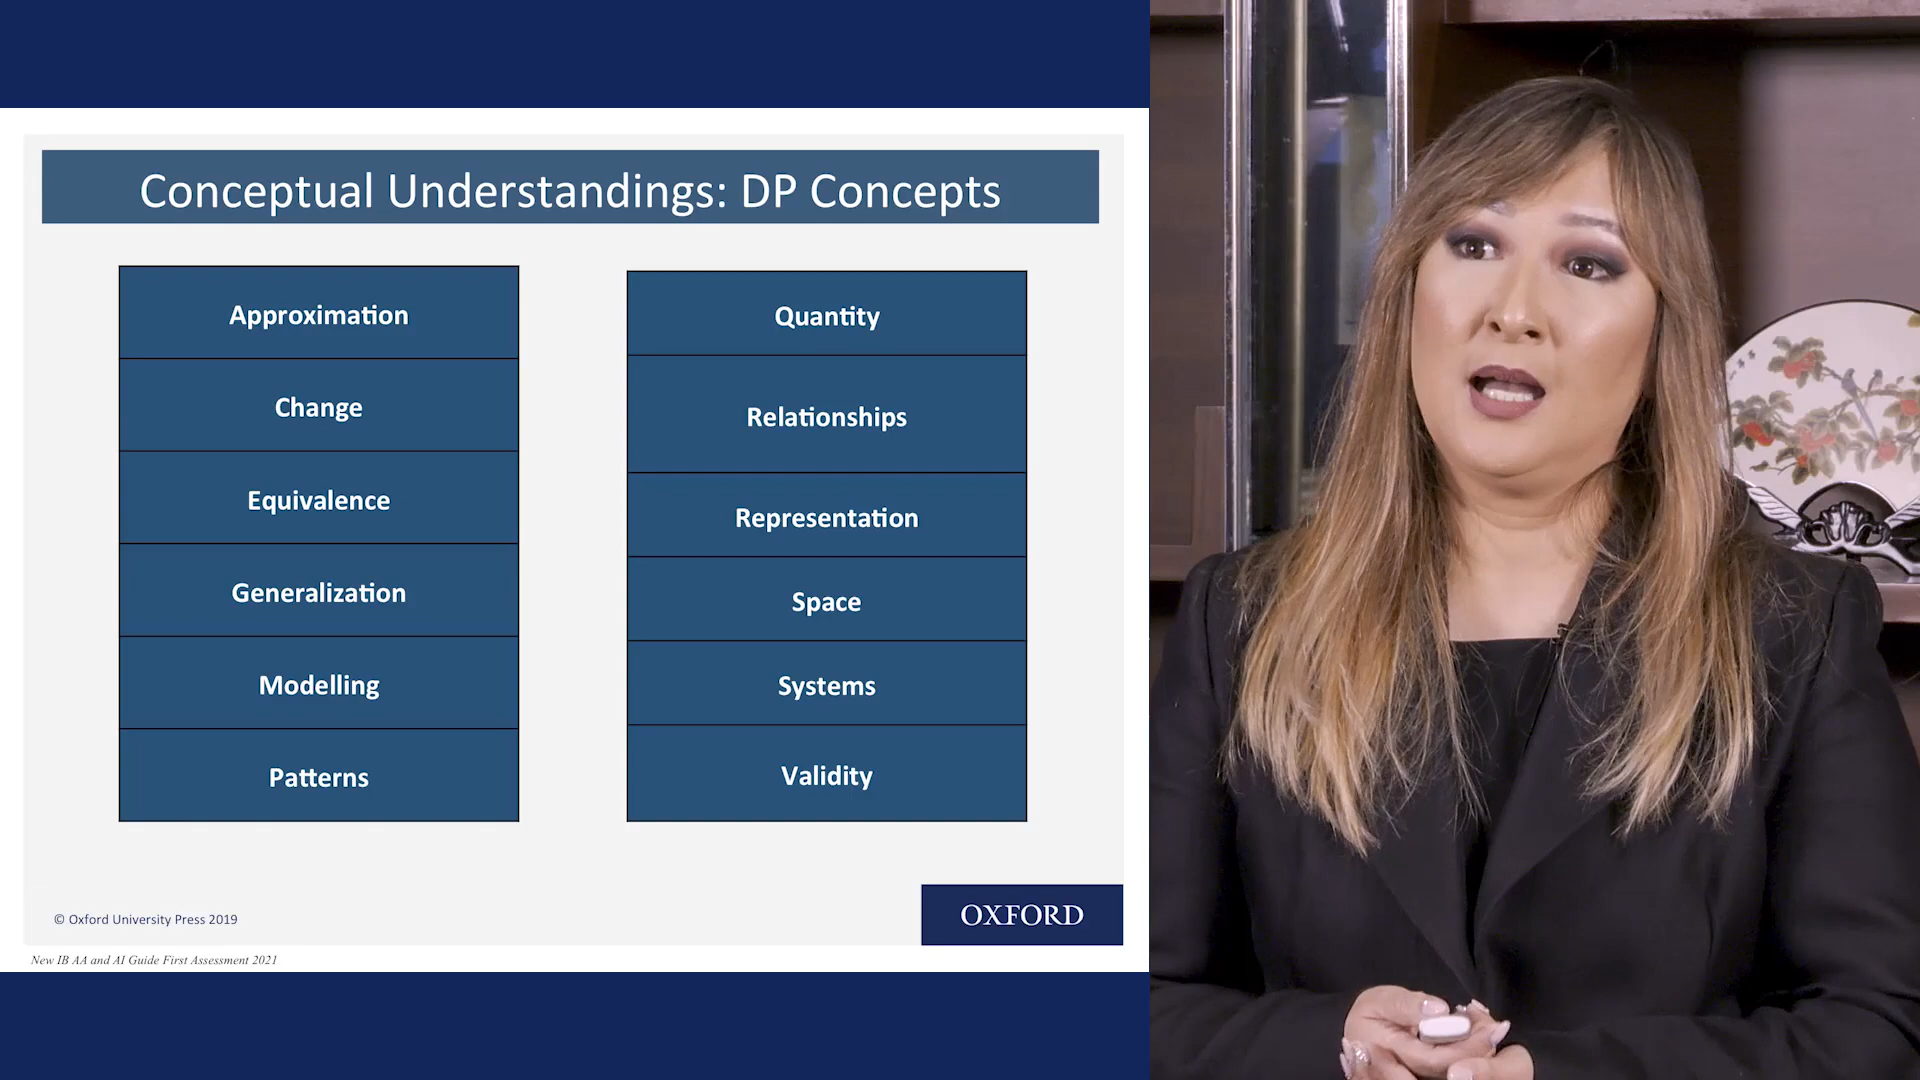 Conceptual Understandings: DP Concepts
Approximation
Change
Equivalence
Generalization
Modelling
Patterns
Quantity
Relationships
Representation
Space
Systems
Validity
© Oxford University Press 2019
OXFORD
New IB AA and AI Guide First Assessment 2021